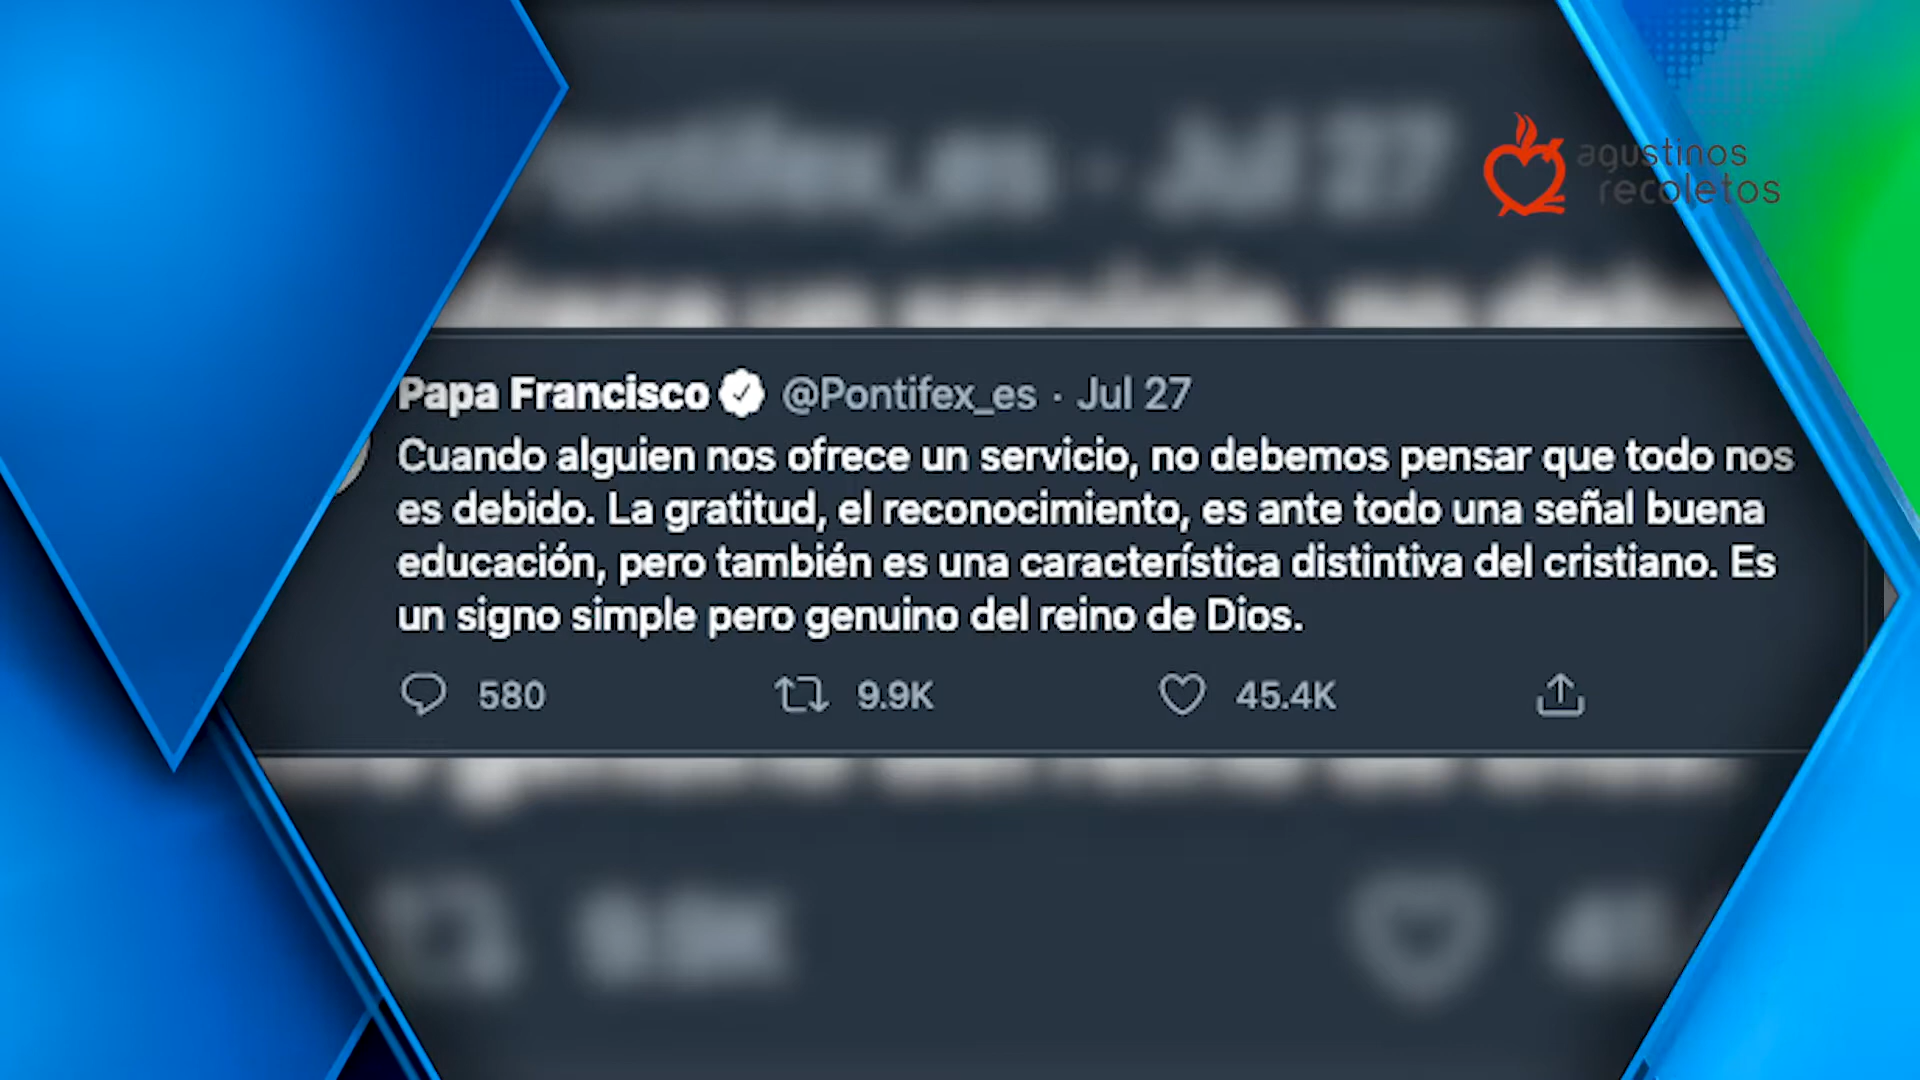 agustinos
recoletos
Papa Francisco @Pontifex_es · Jul 27
Cuando alguien nos ofrece un servicio, no debemos pensar que todo nos
es debido. La gratitud, el reconocimiento, es ante todo una señal buena
educación, pero también es una característica distintiva del cristiano. Es
un signo simple pero genuino del reino de Dios.
580 9.9K 45.4K